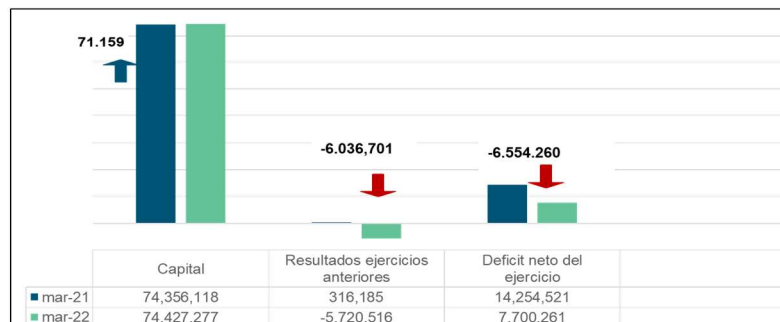 71.159
-6.036,701
-6.554.260
Capital
Resultados ejercicios
anteriores
Deficit neto del
ejercicio
mar-21 74,356,118 316,185 14,254,521
mar-22 74.427.277 -5.720.516 7.700.261